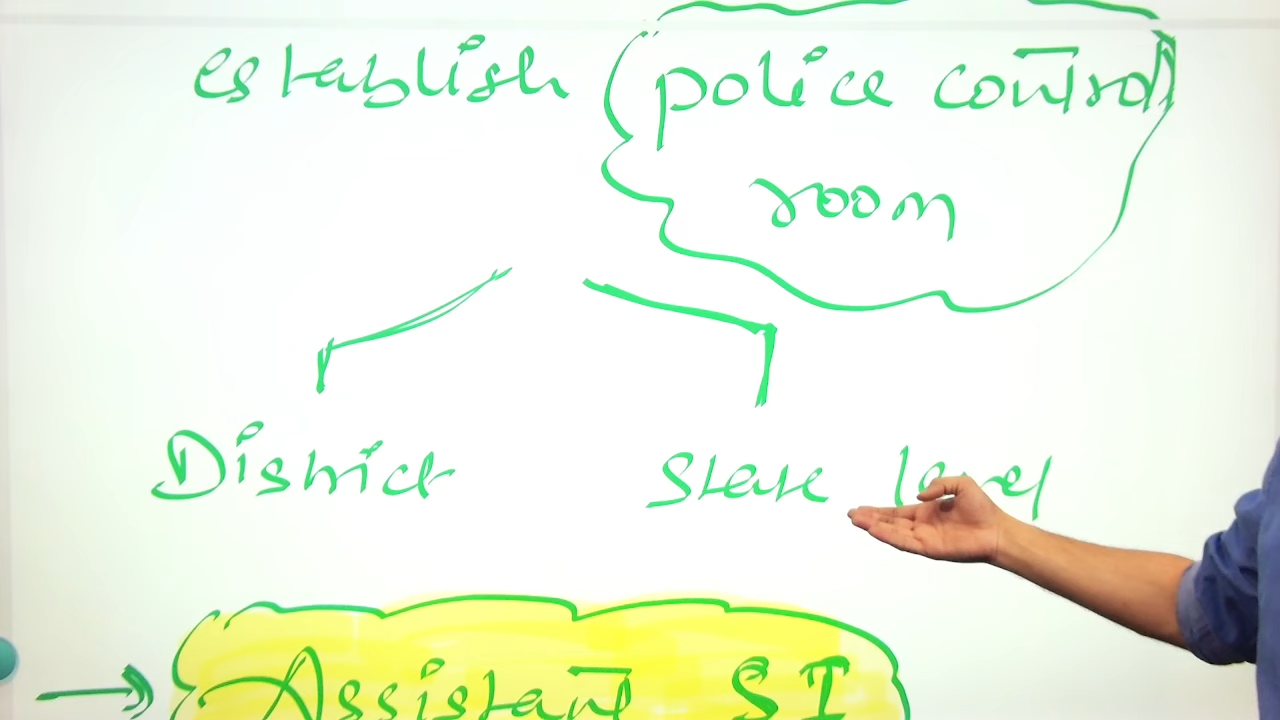 establish (police control)
room
District State level
Assistant SI